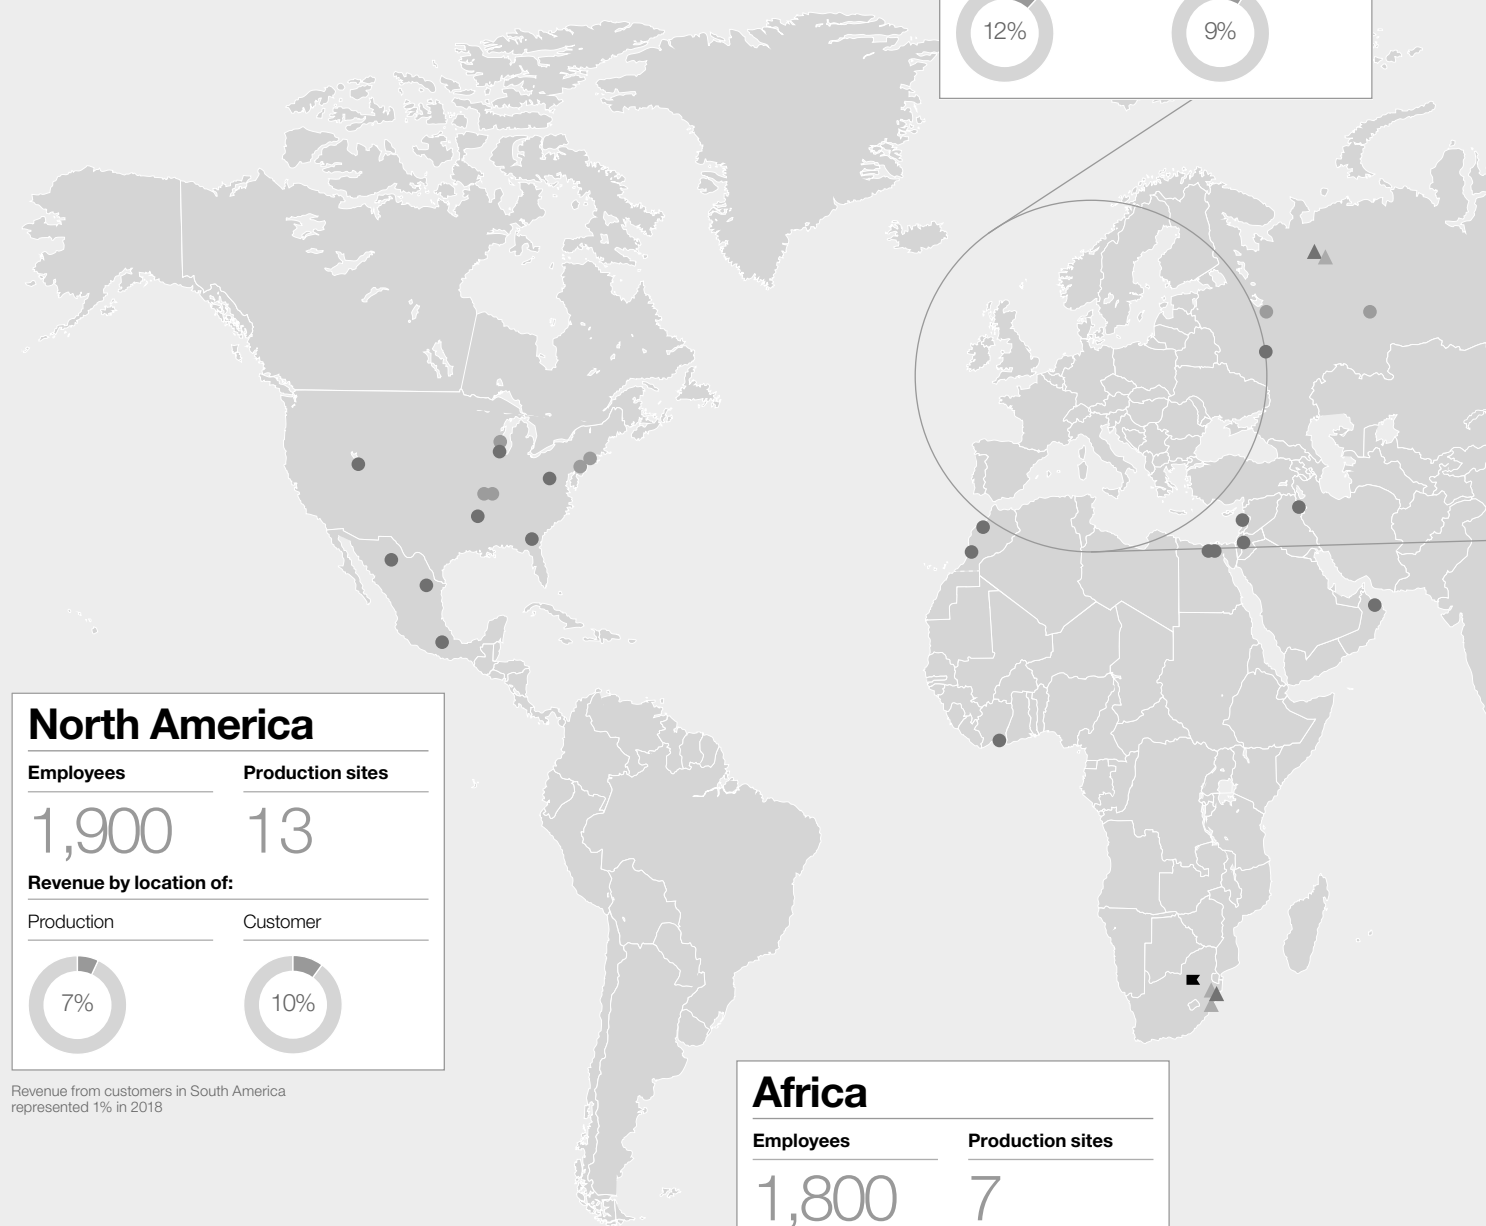 12% 9%
North America
Employees Production sites
1,900 13
Revenue by location of:
Production Customer
7% 10%
Revenue from customers in South America
represented 1% in 2018
Africa
Employees Production sites
1,800 7